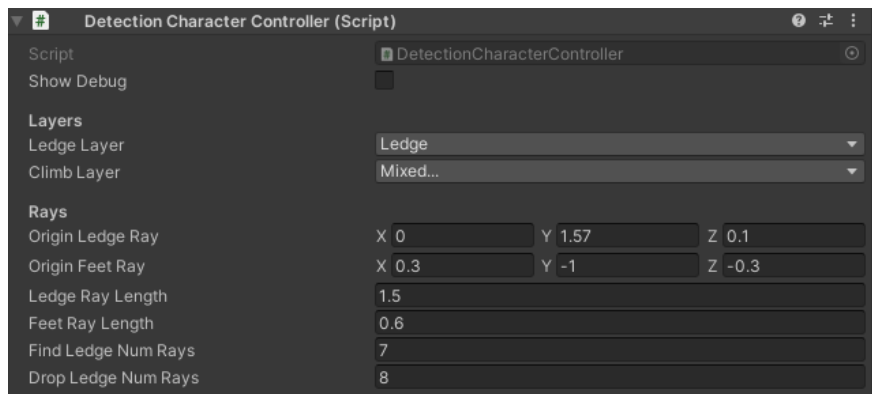 Detection Character Controller (Script)
Script DetectionCharacterController
Show Debug
Layers
Ledge Layer Ledge
Climb Layer Mixed...
Rays
Origin Ledge Ray X 0 Y 1.57 Z 0.1
Origin Feet Ray X 0.3 Y -1 Z -0.3
Ledge Ray Length 1.5
Feet Ray Length 0.6
Find Ledge Num Rays 7
Drop Ledge Num Rays 8